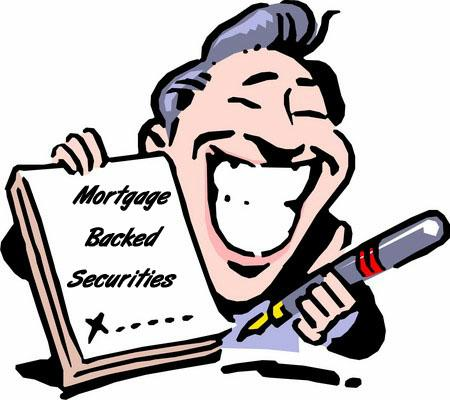 Mortgage
Backed
Securities
X